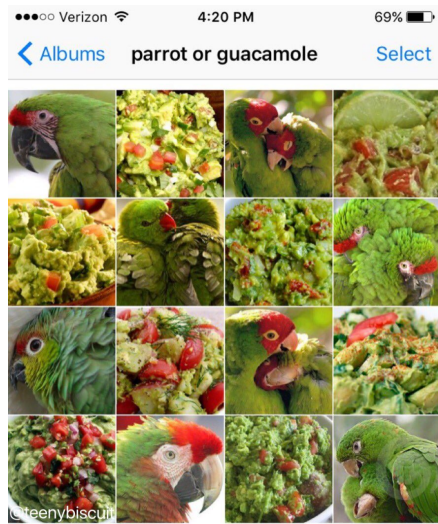 ●●●○○ Verizon 4:20 PM 69%
Albums parrot or guacamole Select
@teenybiscuit